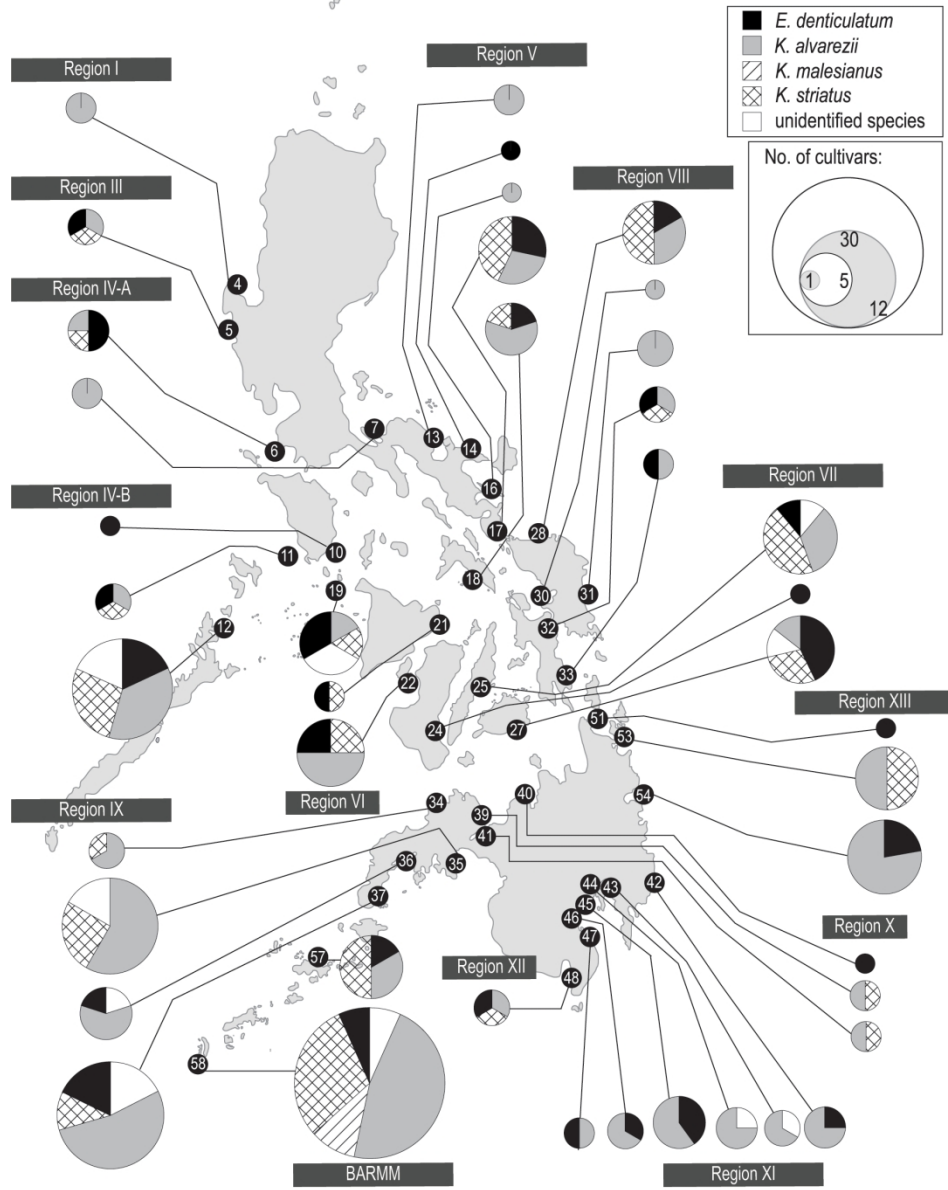 E. denticulatum
K. alvarezii
K. malesianus
K. striatus
unidentified species
No. of cultivars:
30
1
5
12
Region I
Region V
Region III
Region VIII
Region IV-A
4
5
7
6
13
14
16
Region IV-B
Region VII
17
28
10
11
18
30
31
19
12
21
32
22
25
33
24
27
51
53
Region XIII
Region VI
Region IX
34
40
54
39
41
36
35
44
43
42
37
45
46
47
Region X
57
Region XII
48
58
BARMM
Region XI